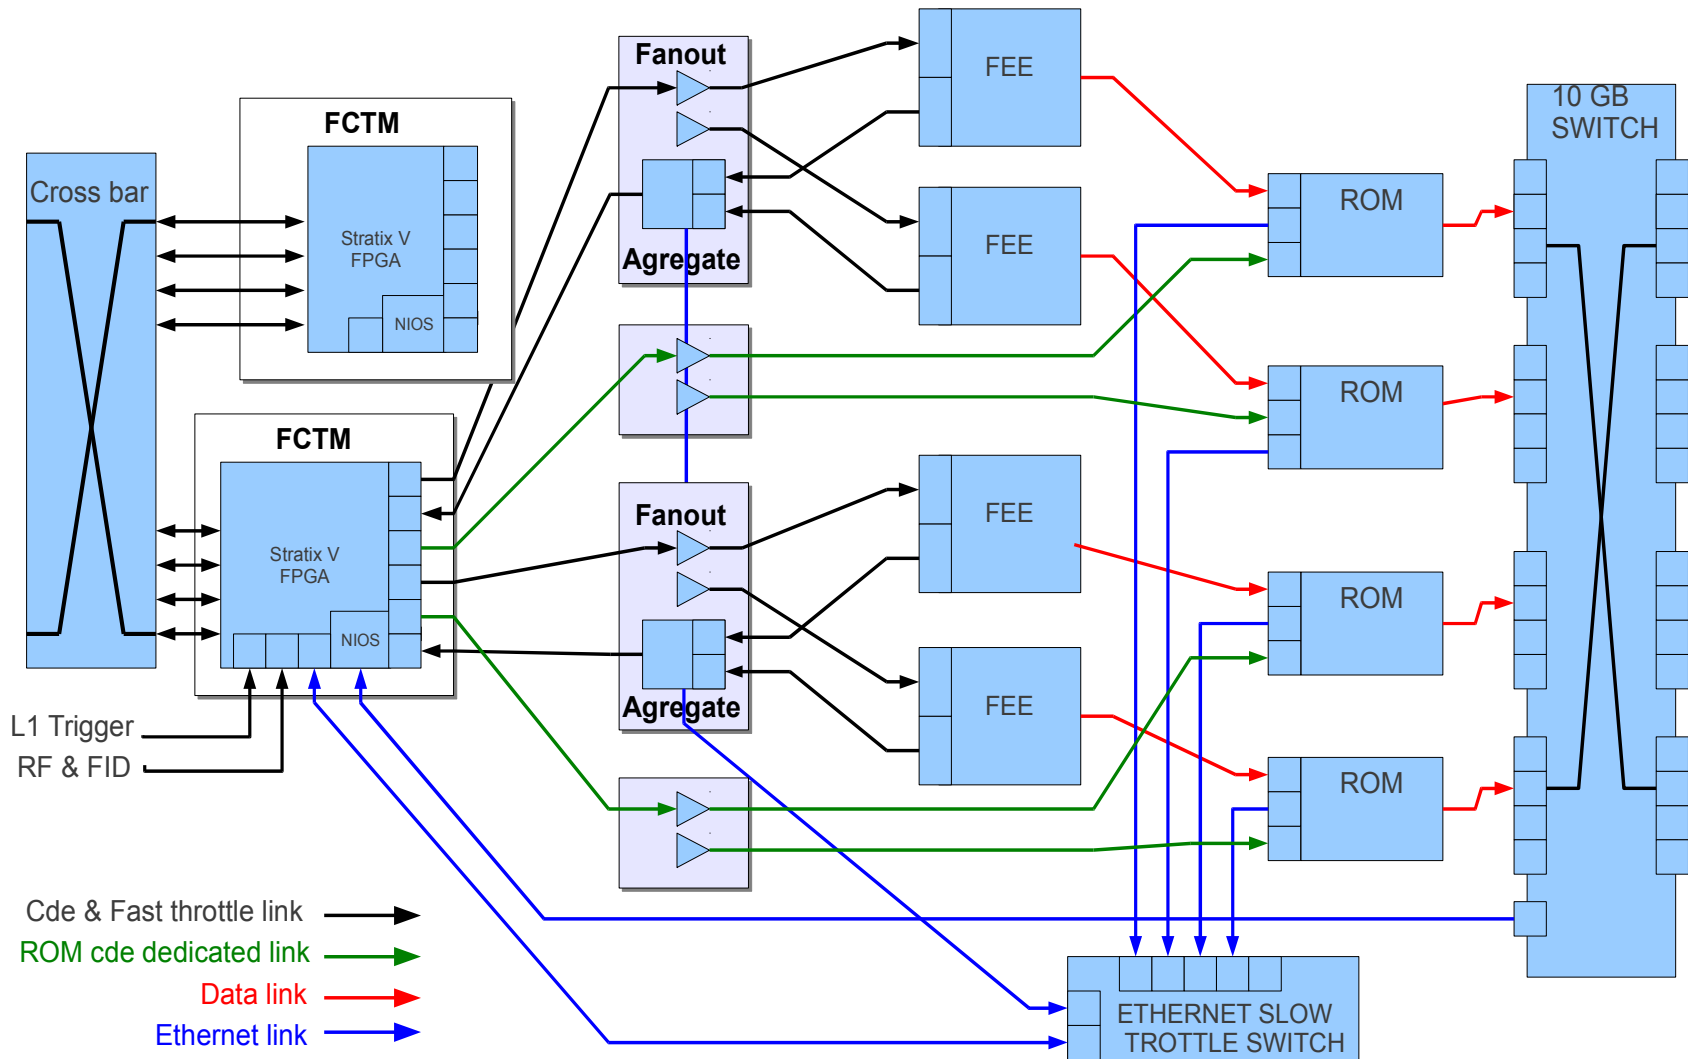 Fanout
FEE
10 GB
SWITCH
FCTM
Cross bar
ROM
Stratix V
FPGA
FEE
Agregate
NIOS
ROM
FCTM
Fanout
FEE
Stratix V
FPGA
ROM
NIOS
FEE
Agregate
L1 Trigger
RF & FID
ROM
Cde & Fast throttle link
ROM cde dedicated link
Data link
Ethernet link
ETHERNET SLOW
TROTTLE SWITCH